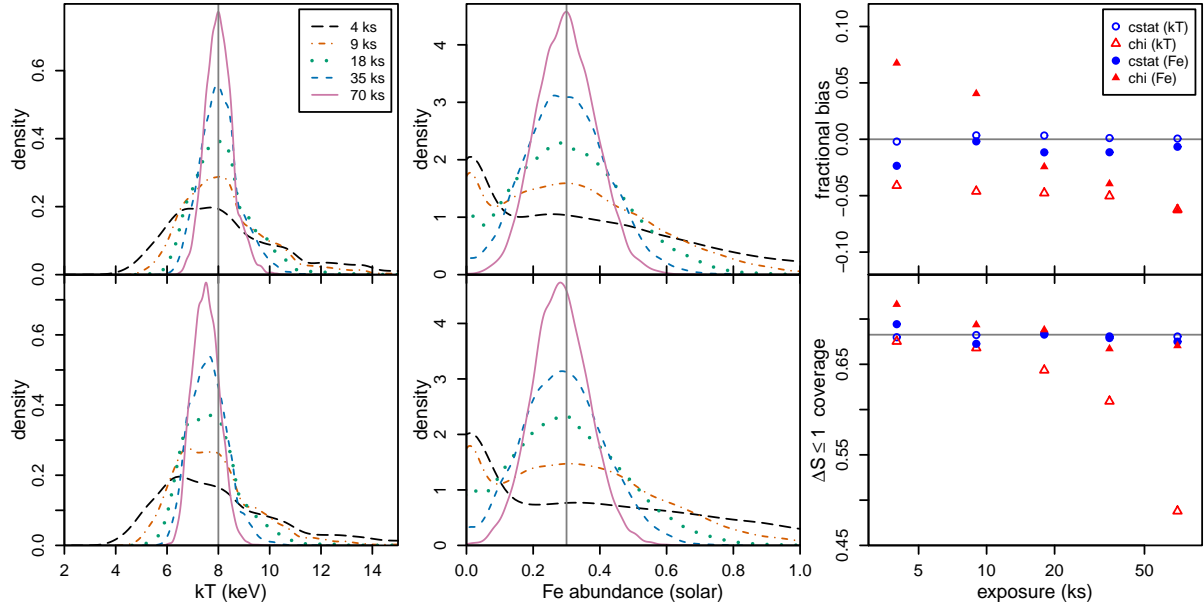 density
0.0 0.2 0.4 0.6
4 ks
9 ks
18 ks
35 ks
70 ks
density
0 1 2 3 4
fractional bias
−0.10 −0.05 0.00 0.05 0.10
cstat (kT)
chi (kT)
cstat (Fe)
chi (Fe)
density
0.0 0.2 0.4 0.6
2 4 6 8 10 12 14
kT (keV)
density
0 1 2 3 4
0.0 0.2 0.4 0.6 0.8 1.0
Fe abundance (solar)
ΔS ≤ 1 coverage
0.45 0.55 0.65
5 10 20 50
exposure (ks)